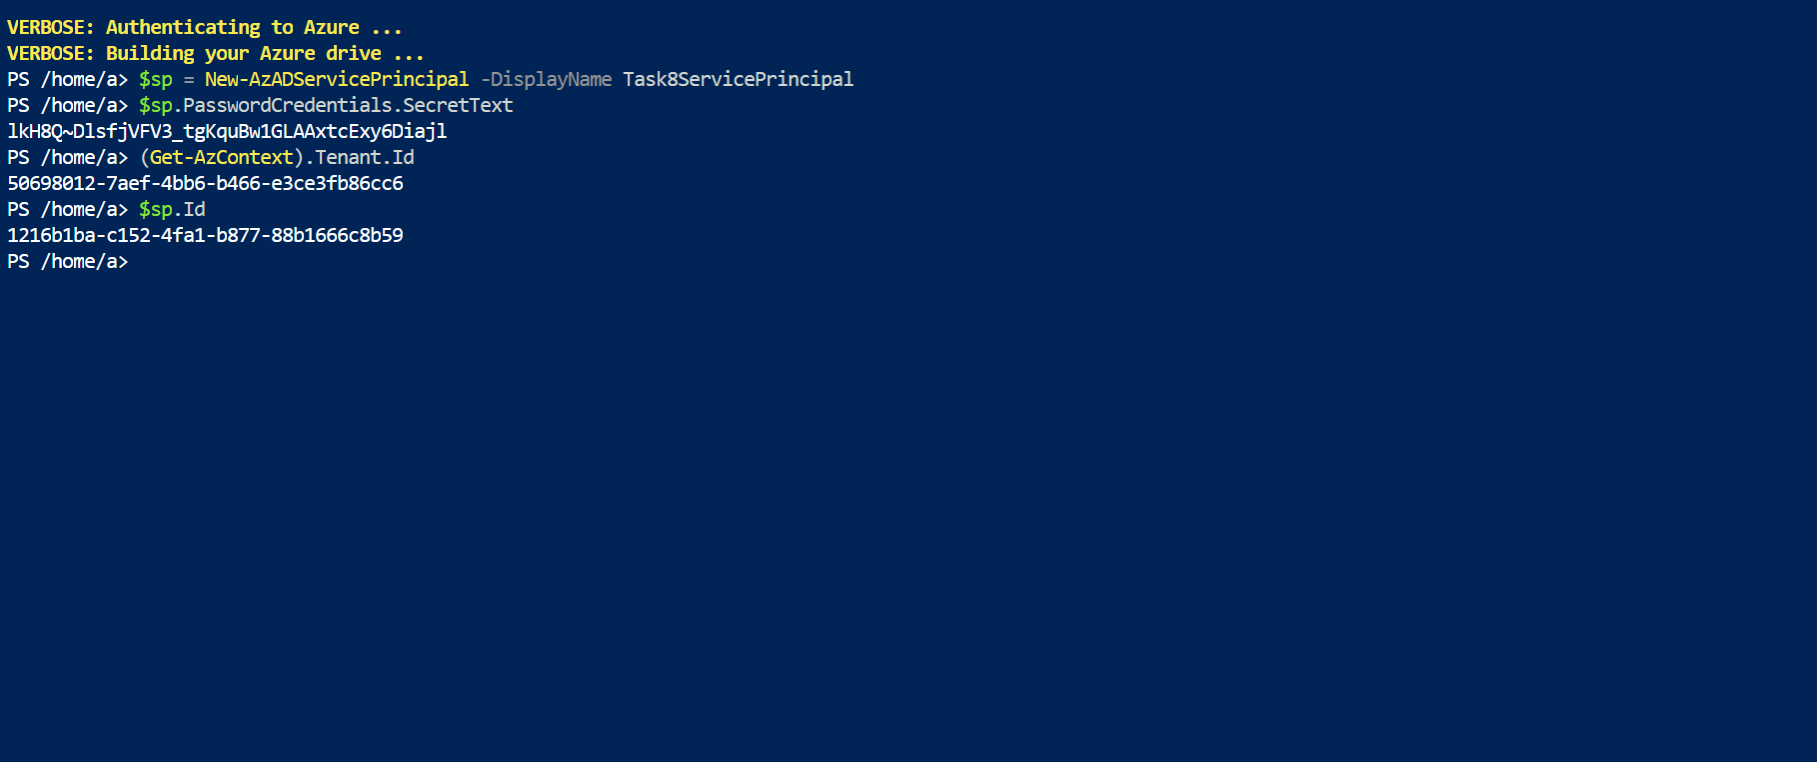 VERBOSE: Authenticating to Azure ...
VERBOSE: Building your Azure drive ...
PS /home/a> $sp = New-AzADServicePrincipal -DisplayName Task8ServicePrincipal
PS /home/a> $sp.PasswordCredentials.SecretText
lkH8Q~DlsfjVFV3_tgKquBw1GLAAxtcExy6Diajl
PS /home/a> (Get-AzContext).Tenant.Id
50698012-7aef-4bb6-b466-e3ce3fb86cc6
PS /home/a> $sp.Id
1216b1ba-c152-4fa1-b877-88b1666c8b59
PS /home/a>